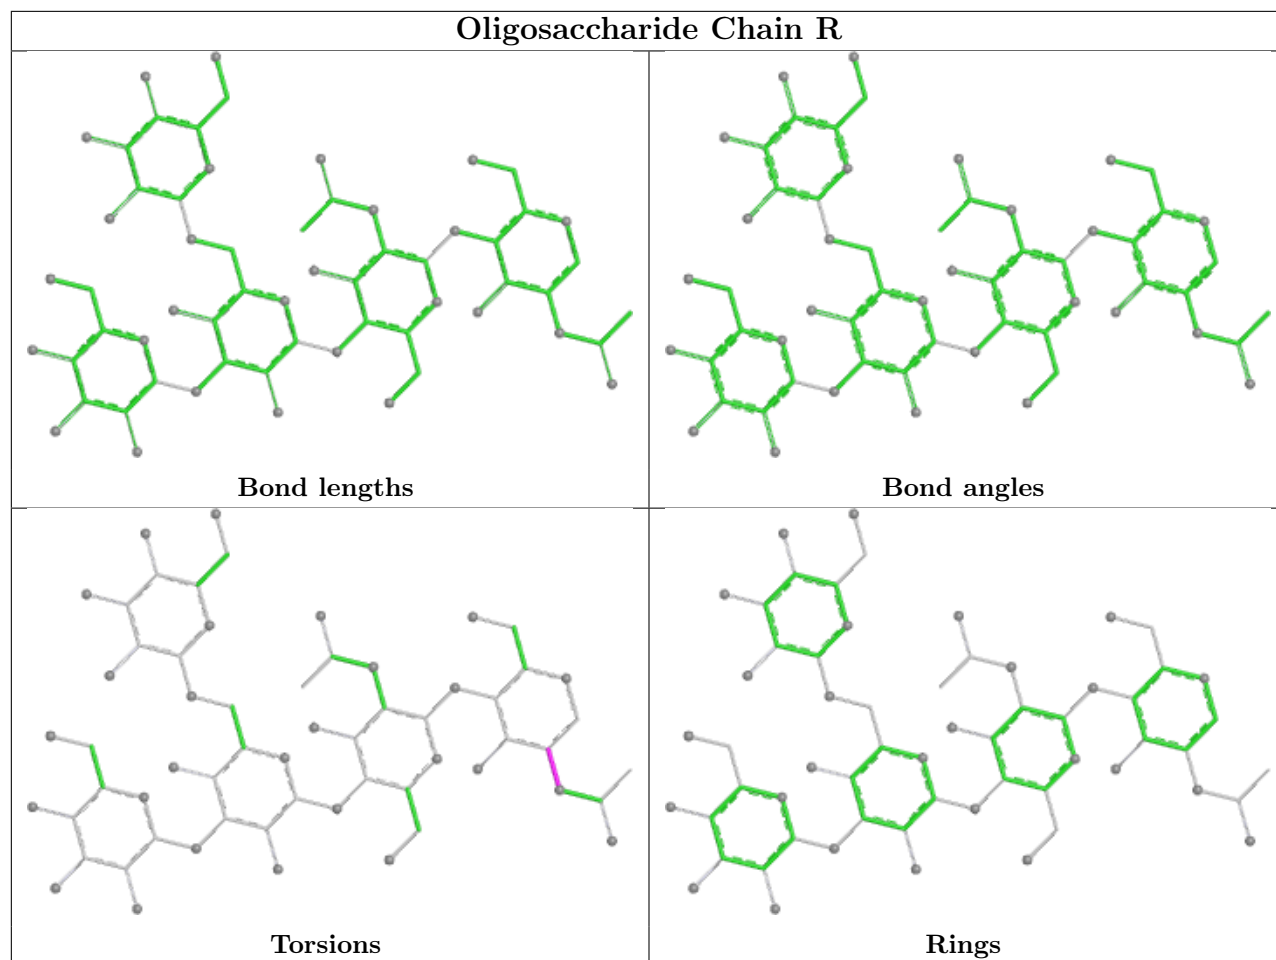 Oligosaccharide Chain R
Bond lengths
Bond angles
Torsions
Rings